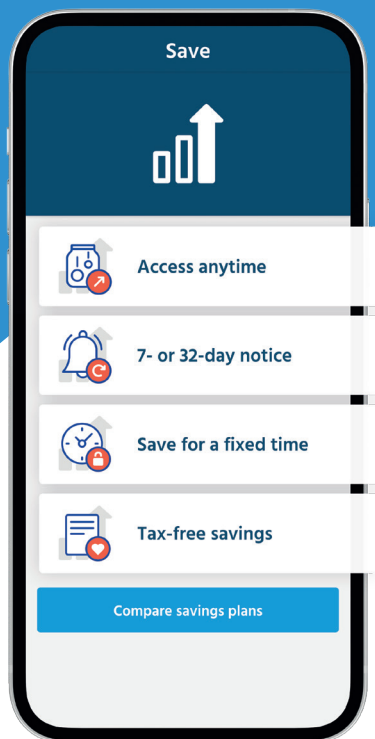 Save
Access anytime
7- or 32-day notice
Save for a fixed time
Tax-free savings
Compare savings plans